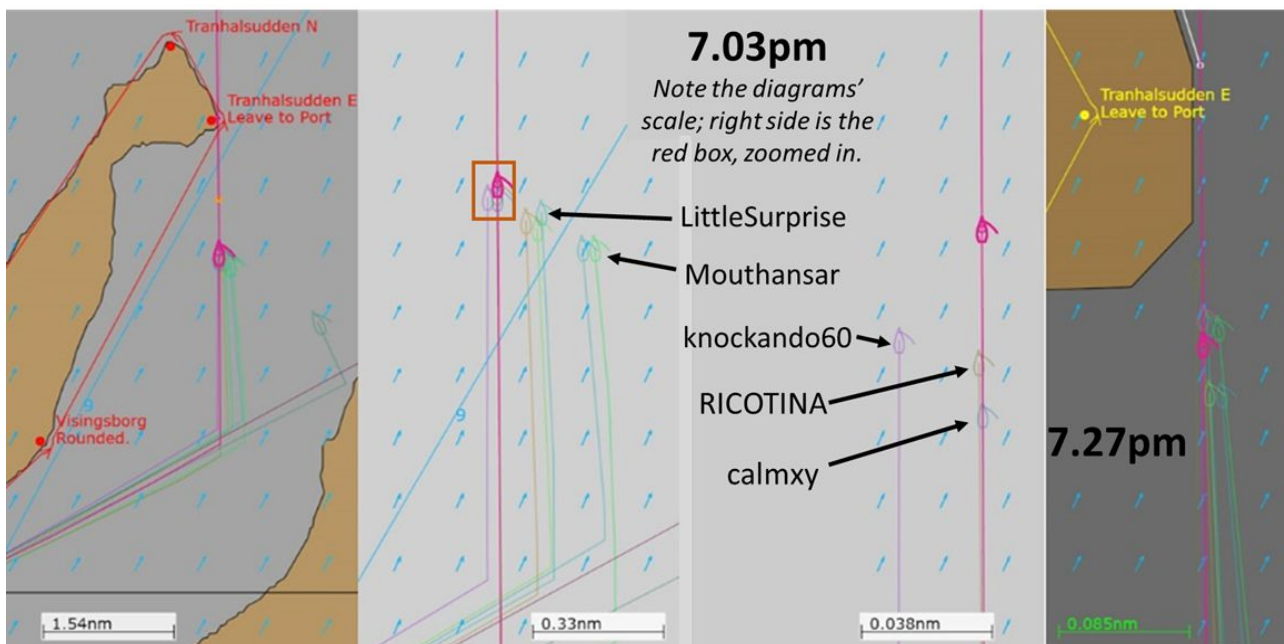 Tranhalsudden N
Tranhalsudden E
Leave to Port
9
Visingsborg
Rounded.
1.54nm
9
0.33nm
7.03pm
Note the diagrams’
scale; right side is the
red box, zoomed in.
LittleSurprise
Mouthansar
knockando60
RICOTINA
calmxy
0.038nm
Tranhalsudden E
Leave to Port
7.27pm
0.085nm